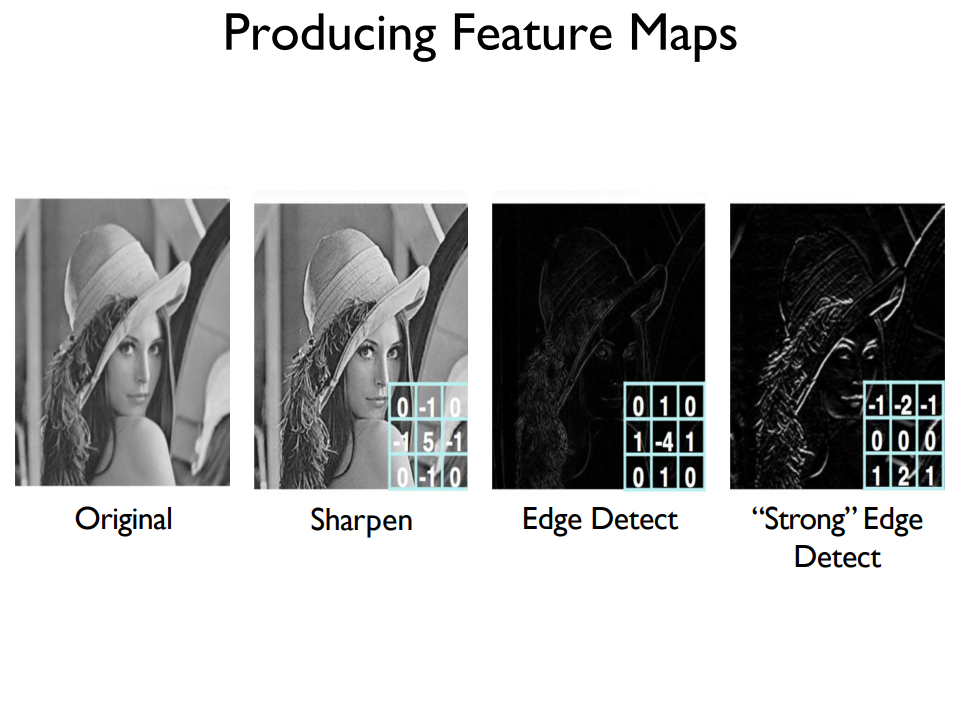 Producing Feature Maps
0 -1 0
-1 5 -1
0 -1 0
0 1 0
1 -4 1
0 1 0
-1 -2 -1
0 0 0
1 2 1
Original
Sharpen
Edge Detect
“Strong” Edge
Detect